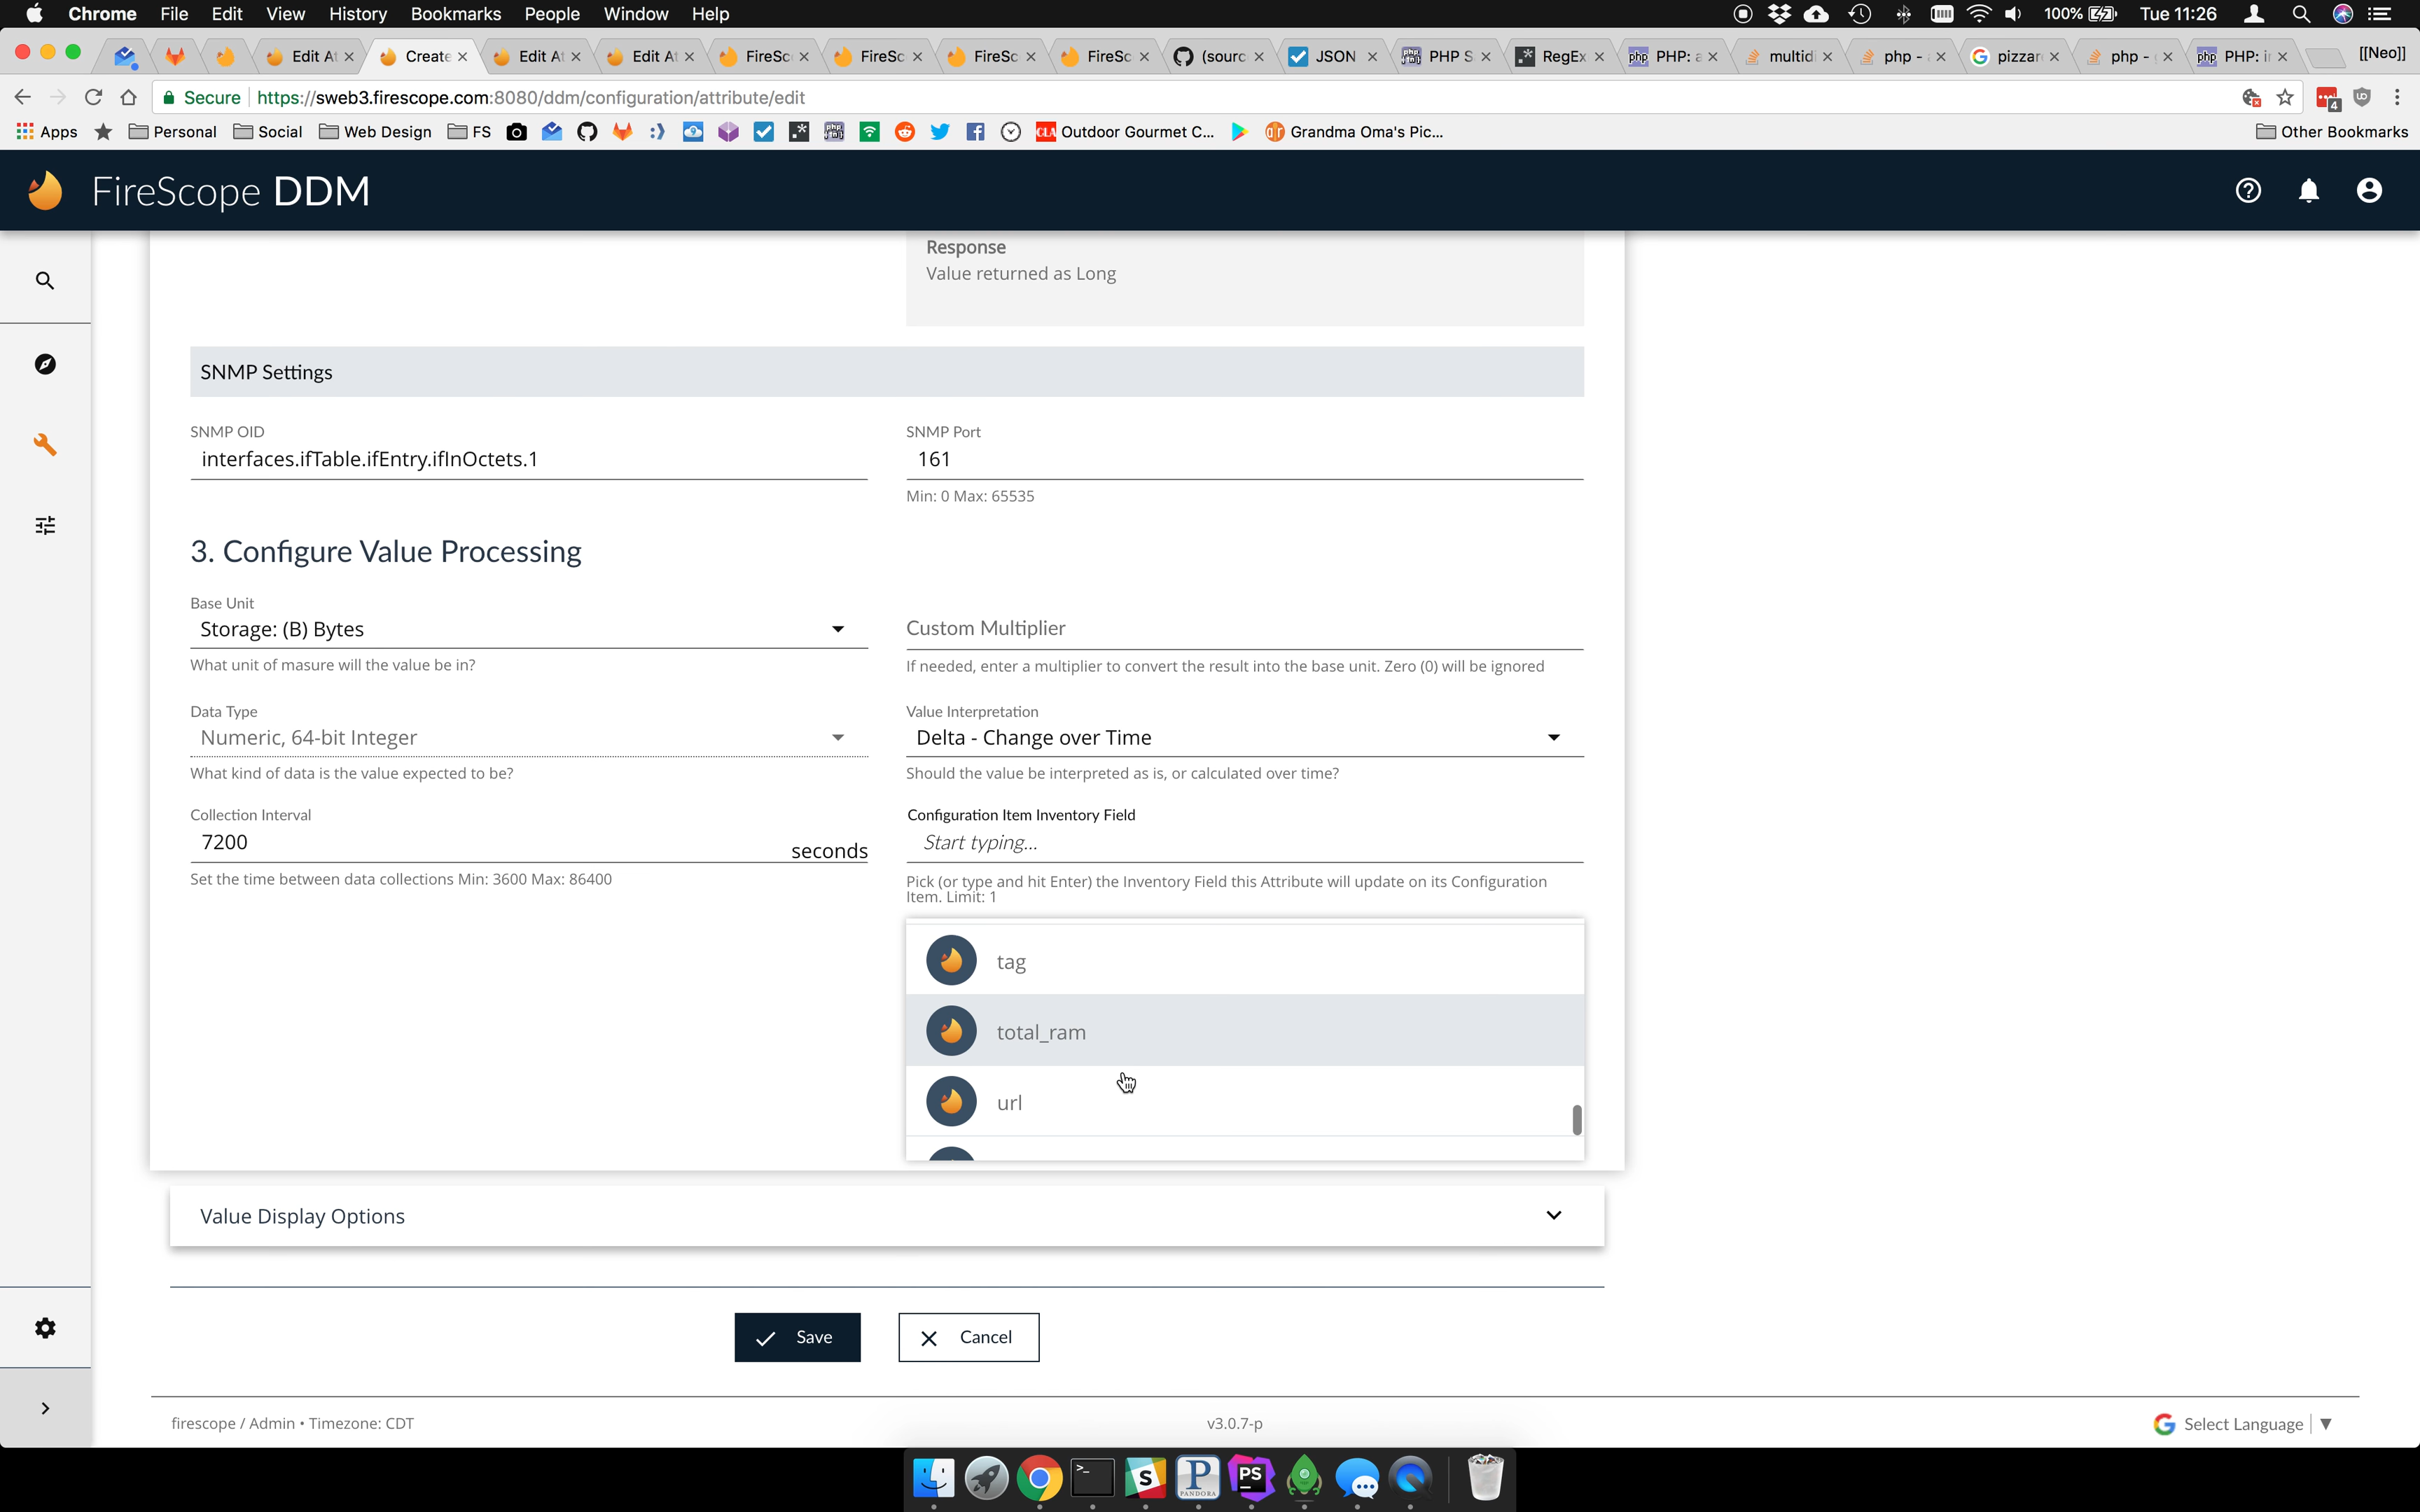 Chrome File Edit View History Bookmarks People Window Help 100% Tue 11:26
Edit At Create Edit At Edit At FireSc FireSc FireSc FireSc (sourc JSON PHP S RegEx PHP: a multidi php - pizzar php - PHP: i [[Neo]]
Secure https://sweb3.firescope.com:8080/ddm/configuration/attribute/edit 4
Apps Personal Social Web Design FS CLA Outdoor Gourmet C... Grandma Oma's Pic... Other Bookmarks
FireScope DDM
Response
Value returned as Long
SNMP Settings
SNMP OID SNMP Port
interfaces.ifTable.ifEntry.ifInOctets.1 161
Min: 0 Max: 65535
3. Configure Value Processing
Base Unit
Storage: (B) Bytes Custom Multiplier
What unit of masure will the value be in? If needed, enter a multiplier to convert the result into the base unit. Zero (0) will be ignored
Data Type Value Interpretation
Numeric, 64-bit Integer Delta - Change over Time
What kind of data is the value expected to be? Should the value be interpreted as is, or calculated over time?
Collection Interval Configuration Item Inventory Field
7200 seconds Start typing...
Set the time between data collections Min: 3600 Max: 86400 Pick (or type and hit Enter) the Inventory Field this Attribute will update on its Configuration
Item. Limit: 1
tag
total_ram
url
Value Display Options
Save Cancel
firescope / Admin • Timezone: CDT v3.0.7-p Select Language
S P PANDORA PS